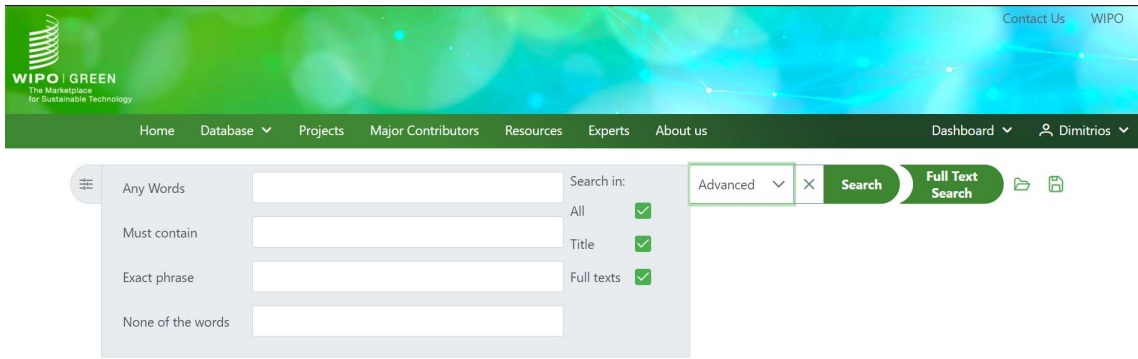 Contact Us WIPO
WIPO | GREEN
The Marketplace
for Sustainable Technology
Home Database Projects Major Contributors Resources Experts About us Dashboard Dimitrios
Any Words
Must contain
Exact phrase
None of the words
Search in:
All
Title
Full texts
Advanced Search Full Text
Search